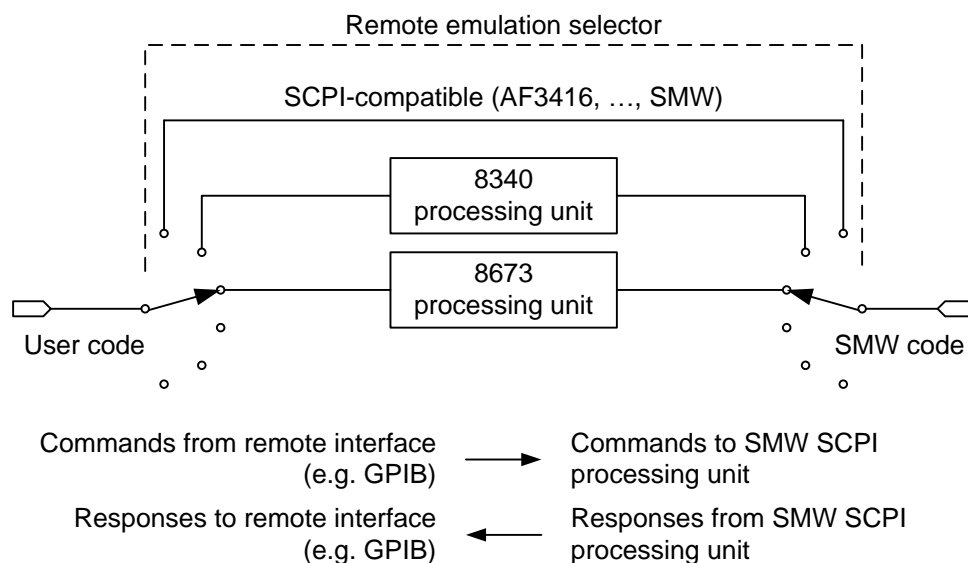 Remote emulation selector
SCPI-compatible (AF3416, …, SMW)
8340
processing unit
8673
processing unit
User code
SMW code
Commands from remote interface
(e.g. GPIB)
Commands to SMW SCPI
processing unit
Responses to remote interface
(e.g. GPIB)
Responses from SMW SCPI
processing unit